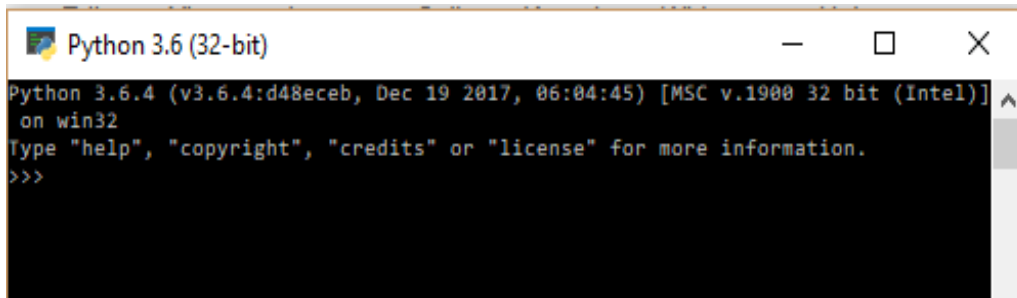 Python 3.6 (32-bit)
Python 3.6.4 (v3.6.4:d48eceb, Dec 19 2017, 06:04:45) [MSC v.1900 32 bit (Intel)]
on win32
Type "help", "copyright", "credits" or "license" for more information.
>>>